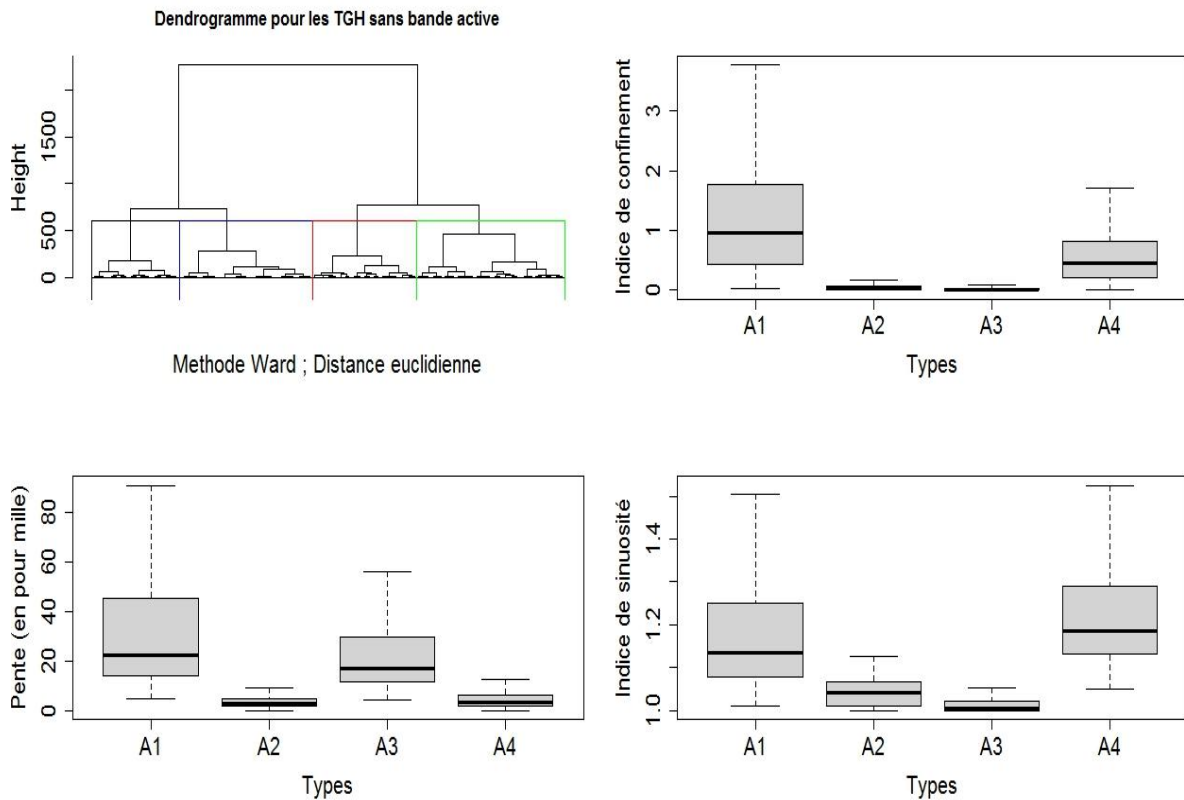 Dendrogramme pour les TGH sans bande active
Height
0
500
1500
Methode Ward ; Distance euclidienne
Indice de confinement
0
1
2
3
A1 A2 A3 A4
Types
Pente (en pour mille)
0
20
40
60
80
A1 A2 A3 A4
Types
Indice de sinuosité
1.0
1.2
1.4
A1 A2 A3 A4
Types